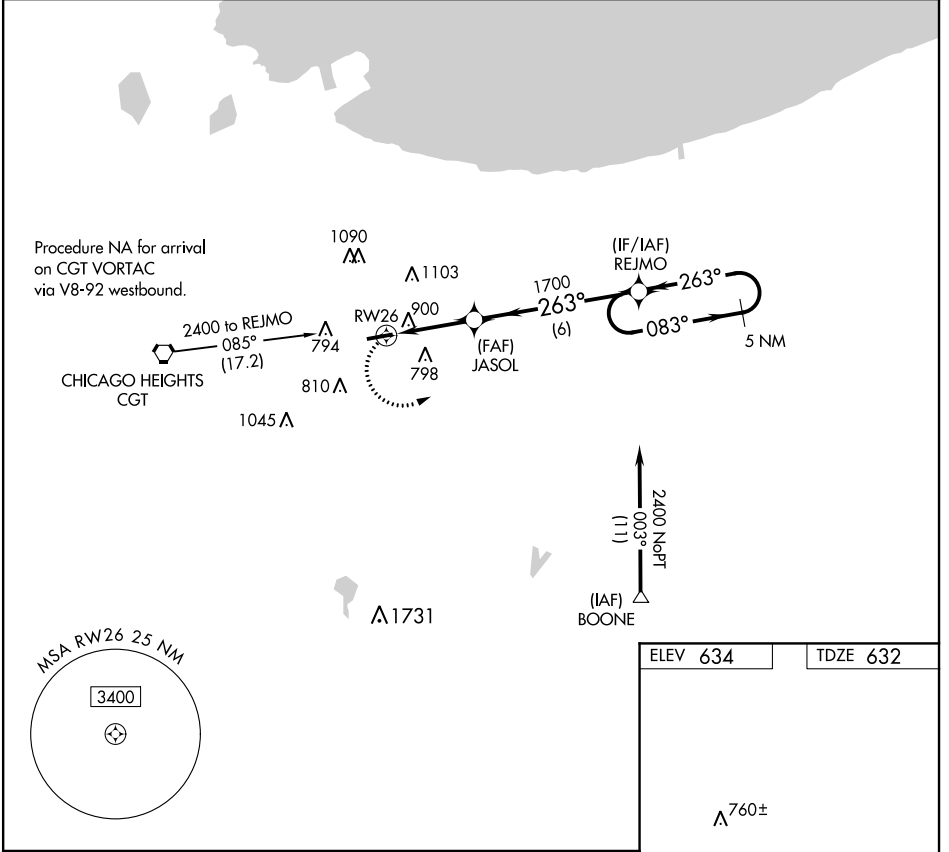 Procedure NA for arrival
on CGT VORTAC
via V8-92 westbound.
1090
1103
(IF/IAF)
REJMO
1700
263°
(6)
263°
083°
5 NM
RW26
900
2400 to REJMO
085°
(17.2)
794
(FAF)
JASOL
798
CHICAGO HEIGHTS
CGT
810
1045
2400 NoPT
003°
(11)
(IAF)
BOONE
1731
MSA RW26 25 NM
3400
ELEV 634
TDZE 632
760±